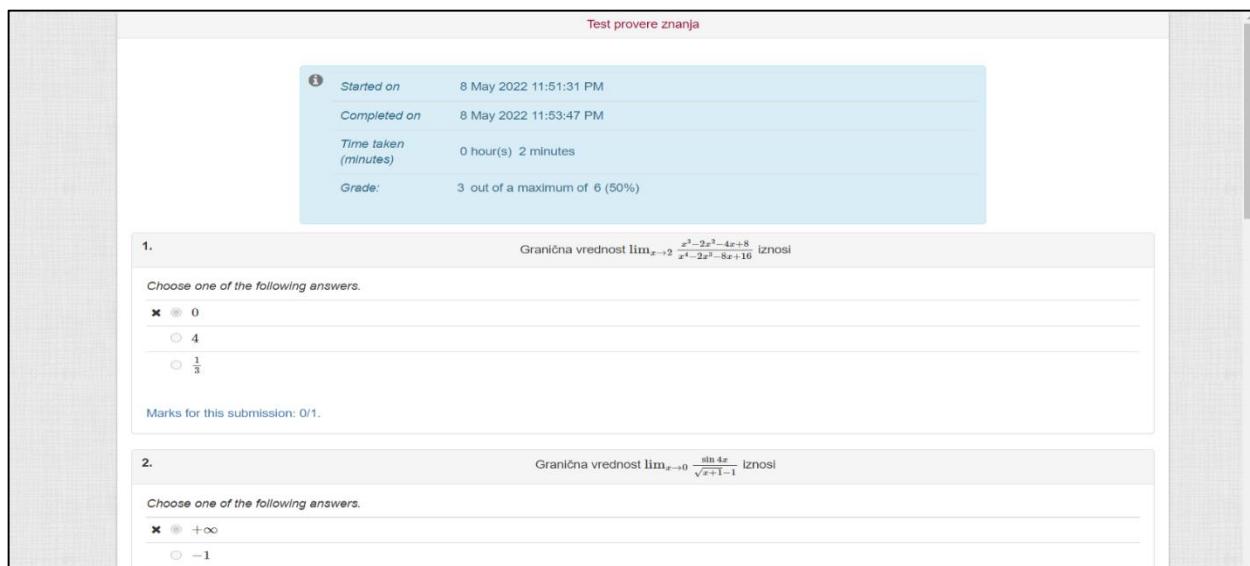 Test provere znanja
Started on 8 May 2022 11:51:31 PM
Completed on 8 May 2022 11:53:47 PM
Time taken (minutes) 0 hour(s) 2 minutes
Grade: 3 out of a maximum of 6 (50%)
1. Granična vrednost lim_{x→2} \frac{x^3-2x^3-4x+8}{x^4-2x^3-8x+16} iznosi
Choose one of the following answers.
✖ 0
4
\frac{1}{3}
Marks for this submission: 0/1.
2. Granična vrednost lim_{x→0} \frac{\sin 4x}{\sqrt{x+1}-1} iznosi
Choose one of the following answers.
✖ +∞
−1